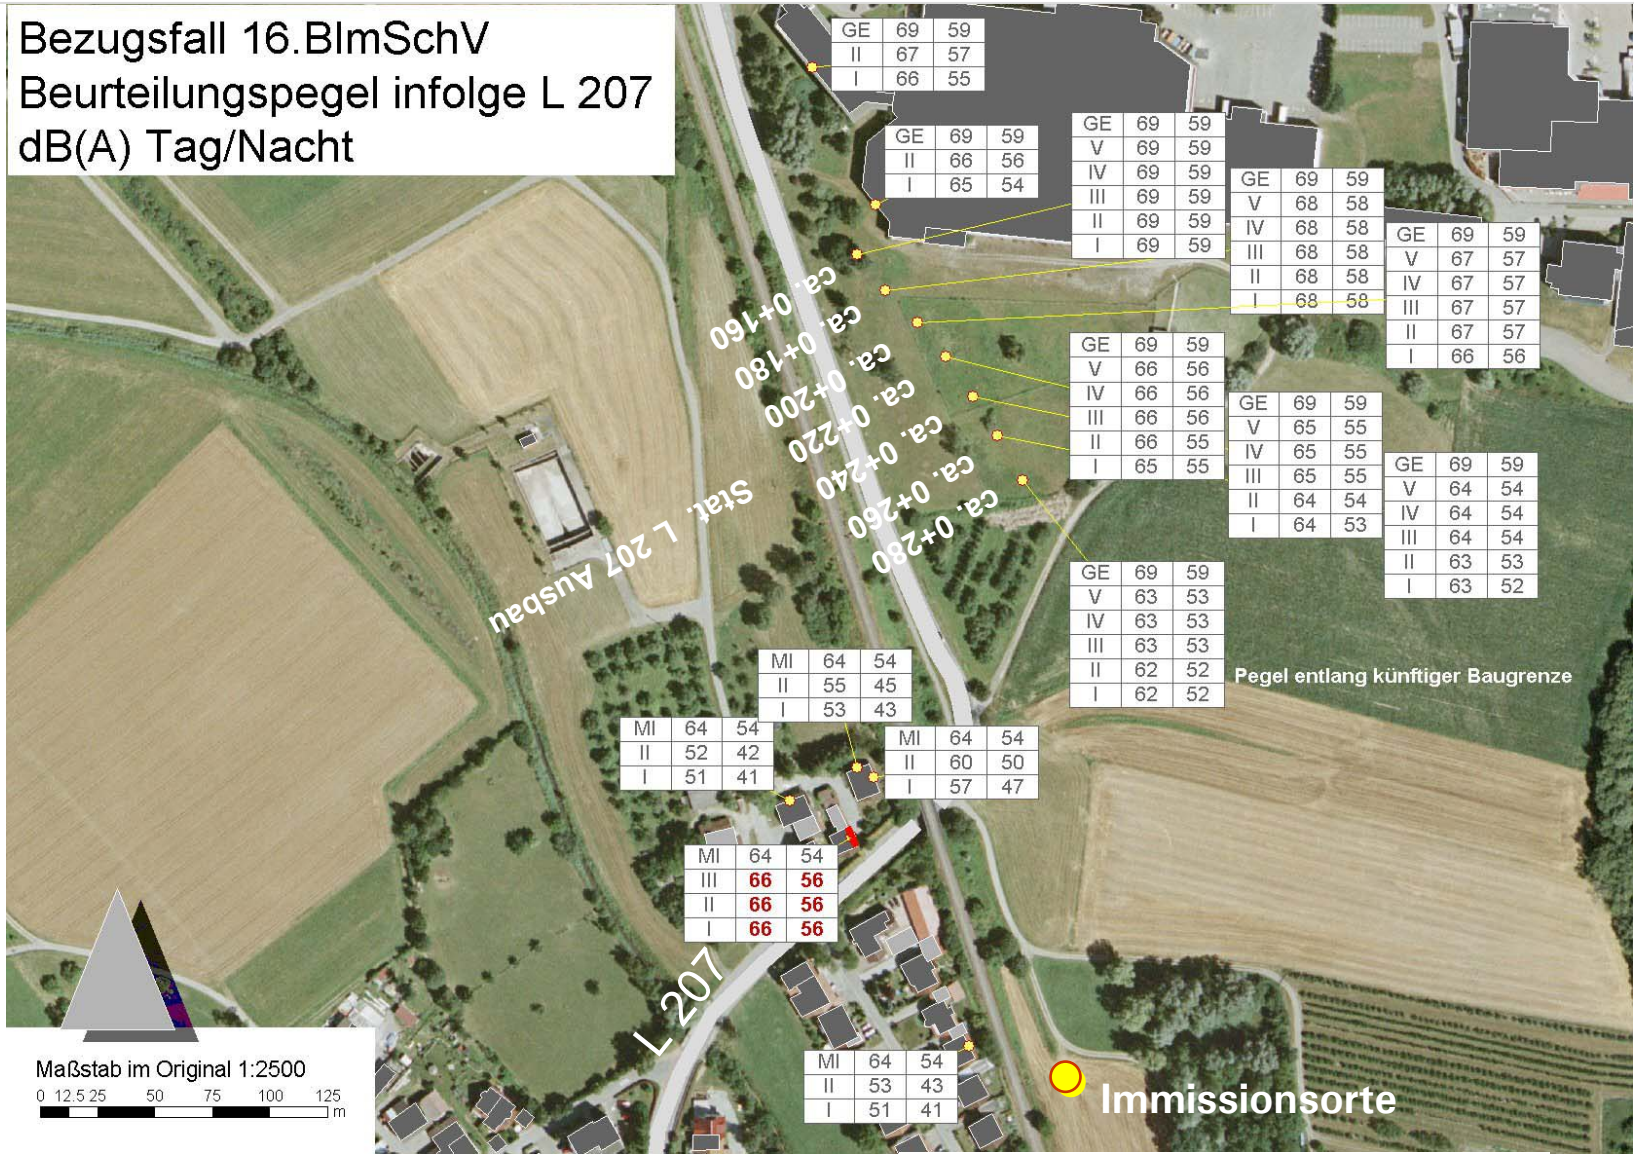 Bezugsfall 16.BImSchV
Beurteilungspegel infolge L 207
dB(A) Tag/Nacht
GE 69 59
II 67 57
I 66 55
GE 69 59
II 66 56
I 65 54
GE 69 59
V 69 59
IV 69 59
III 69 59
II 69 59
I 69 59
GE 69 59
V 68 58
IV 68 58
III 68 58
II 68 58
I 68 58
GE 69 59
V 67 57
IV 67 57
III 67 57
II 67 57
I 66 56
GE 69 59
V 66 56
IV 66 56
III 66 56
II 66 55
I 65 55
GE 69 59
V 65 55
IV 65 55
III 65 55
II 64 54
I 64 53
GE 69 59
V 64 54
IV 64 54
III 64 54
II 63 53
I 63 52
GE 69 59
V 63 53
IV 63 53
III 63 53
II 62 52
I 62 52
Pegel entlang künftiger Baugrenze
ca. 0+160
ca. 0+180
ca. 0+200
ca. 0+220
ca. 0+240
ca. 0+260
ca. 0+280
Stat. L 207 Ausbau
MI 64 54
II 55 45
I 53 43
MI 64 54
II 52 42
I 51 41
MI 64 54
II 60 50
I 57 47
MI 64 54
III 66 56
II 66 56
I 66 56
L 207
MI 64 54
II 53 43
I 51 41
Immissionsorte
Maßstab im Original 1:2500
0 12.5 25 50 75 100 125
m